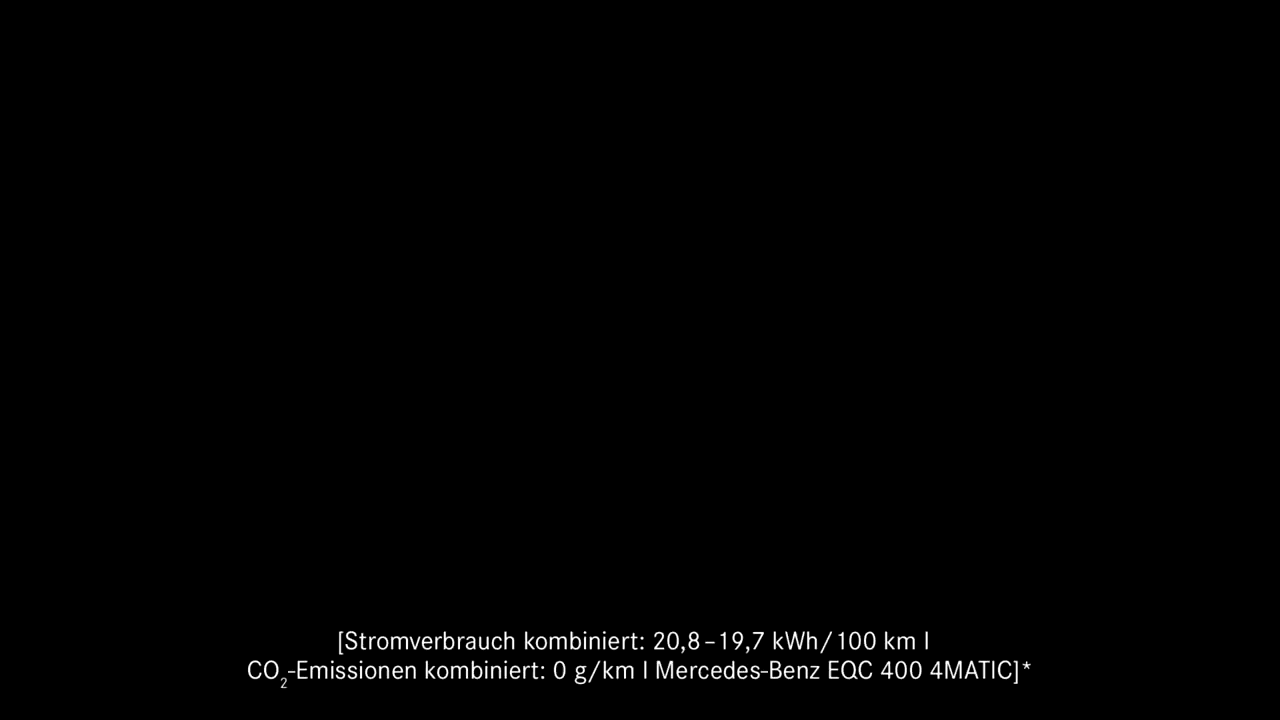 [Stromverbrauch kombiniert: 20,8–19,7 kWh/100 km |
CO₂-Emissionen kombiniert: 0 g/km | Mercedes-Benz EQC 400 4MATIC]*